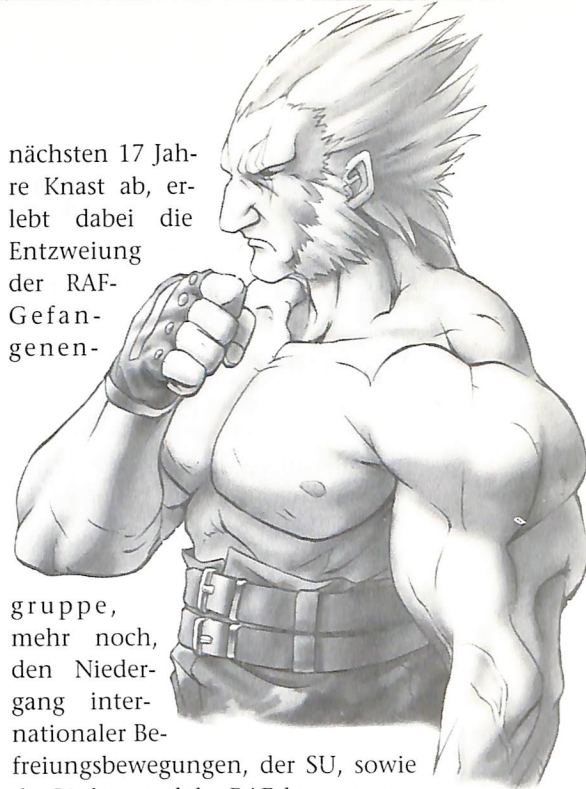 nächsten 17 Jah-
re Knast ab, er-
lebt dabei die
Entzweiung
der RAF-
Gefan-
genen-
gruppe,
mehr noch,
den Nieder-
gang inter-
nationaler Be-
freiungsbewegungen, der SU, sowie